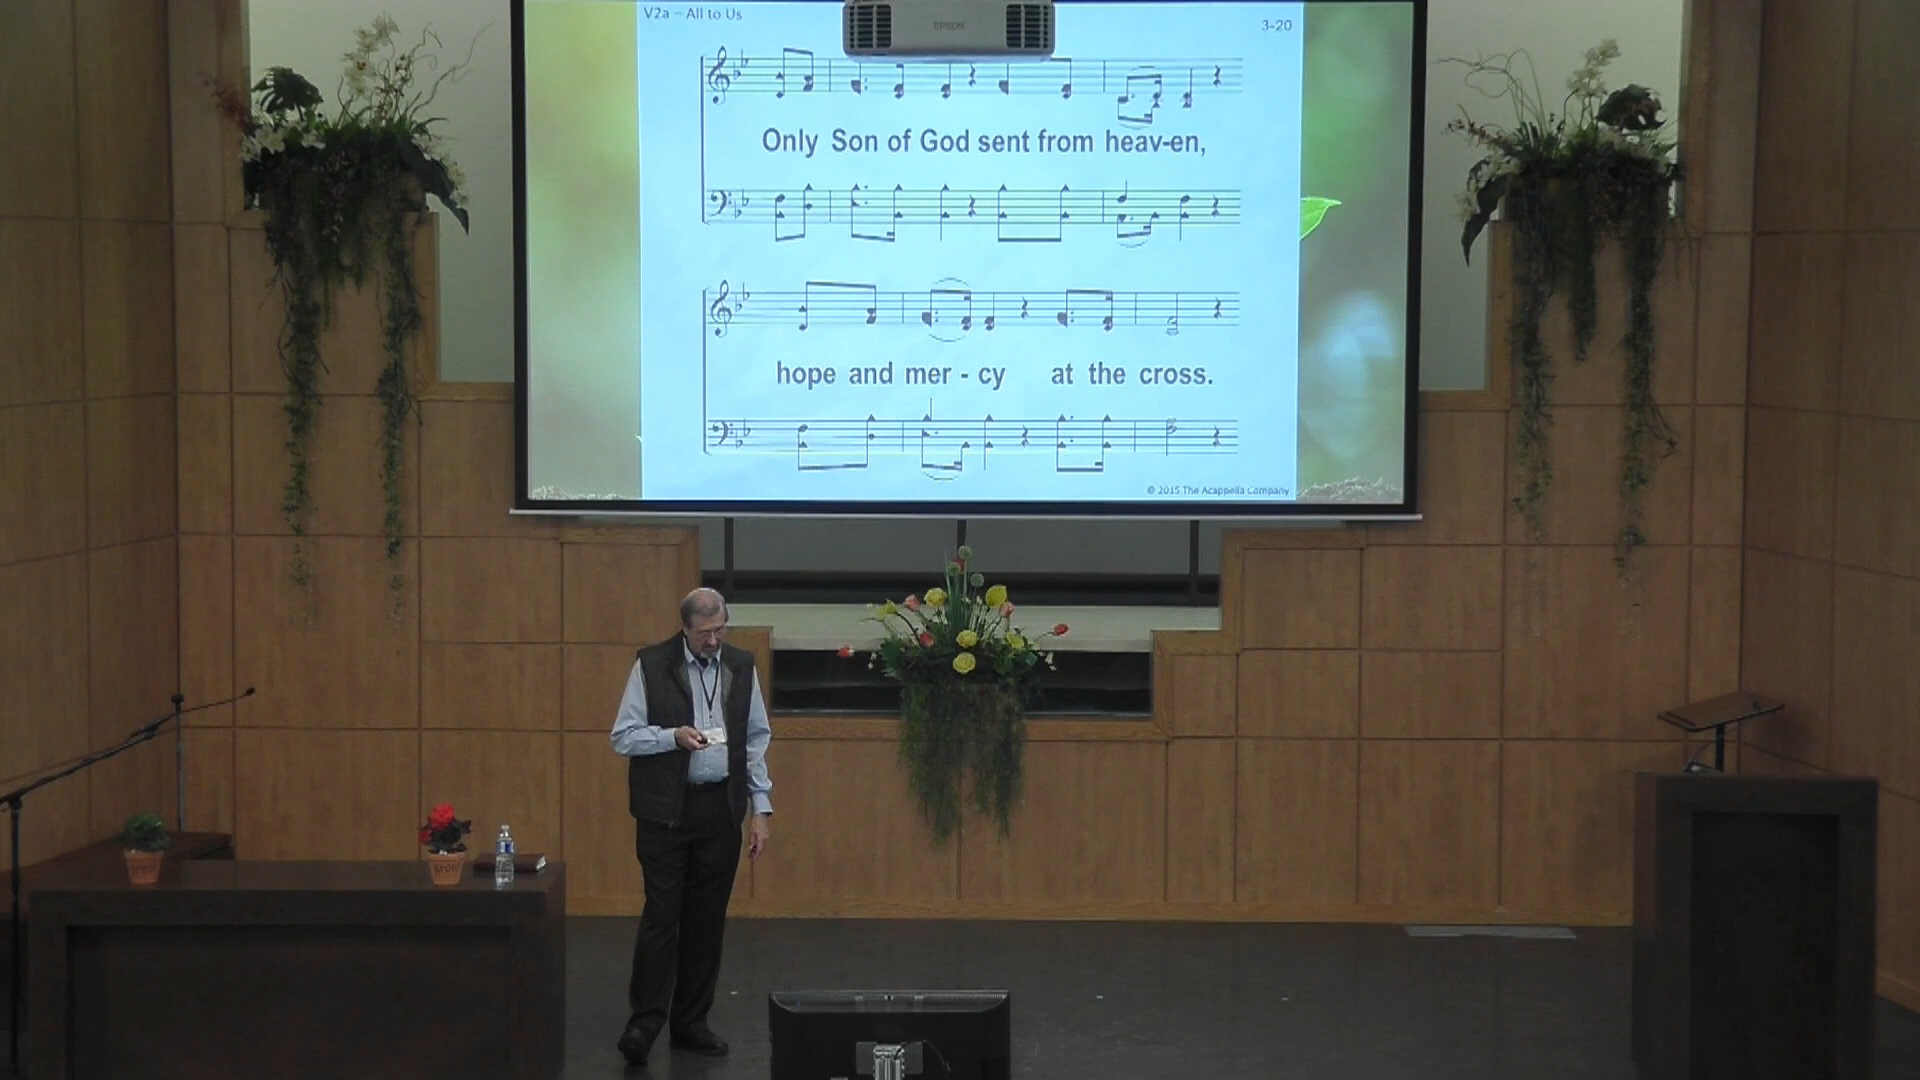 V2a – All to Us
3-20
EPSON
Only Son of God sent from heav-en,
hope and mer - cy at the cross.
© 2015 The Acappella Company